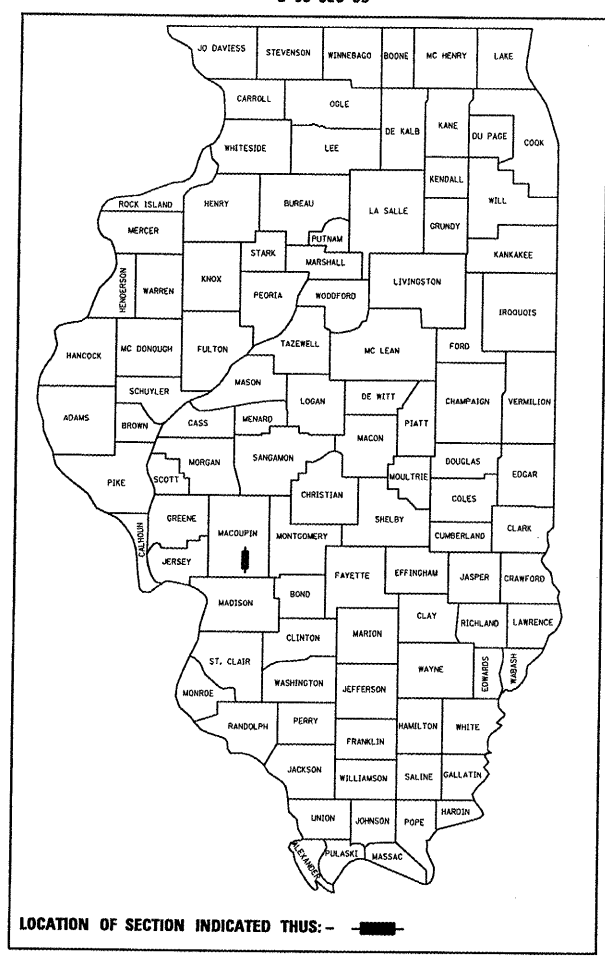 JO DAVIESS STEVENSON WINNEBAGO BOONE MC HENRY LAKE
CARROLL OGLE DE KALB KANE DU PAGE COOK
WHITESIDE LEE
KENDALL
ROCK ISLAND HENRY BUREAU LA SALLE GRUNDY WILL
MERCER
PUTNAM
STARK MARSHALL KANKAKEE
HENDERSON WARREN KNOX PEORIA WOODFORD LIVINGSTON
IROQUOIS
HANCOCK MC DONOUGH FULTON TAZEWELL MC LEAN FORD
MASON
SCHUYLER LOGAN DE WITT CHAMPAIGN VERMILION
ADAMS BROWN CASS MENARD MACON PIATT
PIKE SCOTT MORGAN SANGAMON CHRISTIAN MOULTRIE DOUGLAS EDGAR
COLES
CALHOUN GREENE MACOUPIN MONTGOMERY SHELBY CUMBERLAND CLARK
JERSEY FAYETTE EFFINGHAM JASPER CRAWFORD
MADISON BOND CLAY RICHLAND LAWRENCE
CLINTON MARION
ST. CLAIR WAYNE EDWARDS WABASH
WASHINGTON JEFFERSON
MONROE
RANDOLPH PERRY HAMILTON WHITE
FRANKLIN
JACKSON WILLIAMSON SALINE GALLATIN
UNION JOHNSON POPE HARDIN
ALEXANDER PULASKI MASSAC
LOCATION OF SECTION INDICATED THUS:-